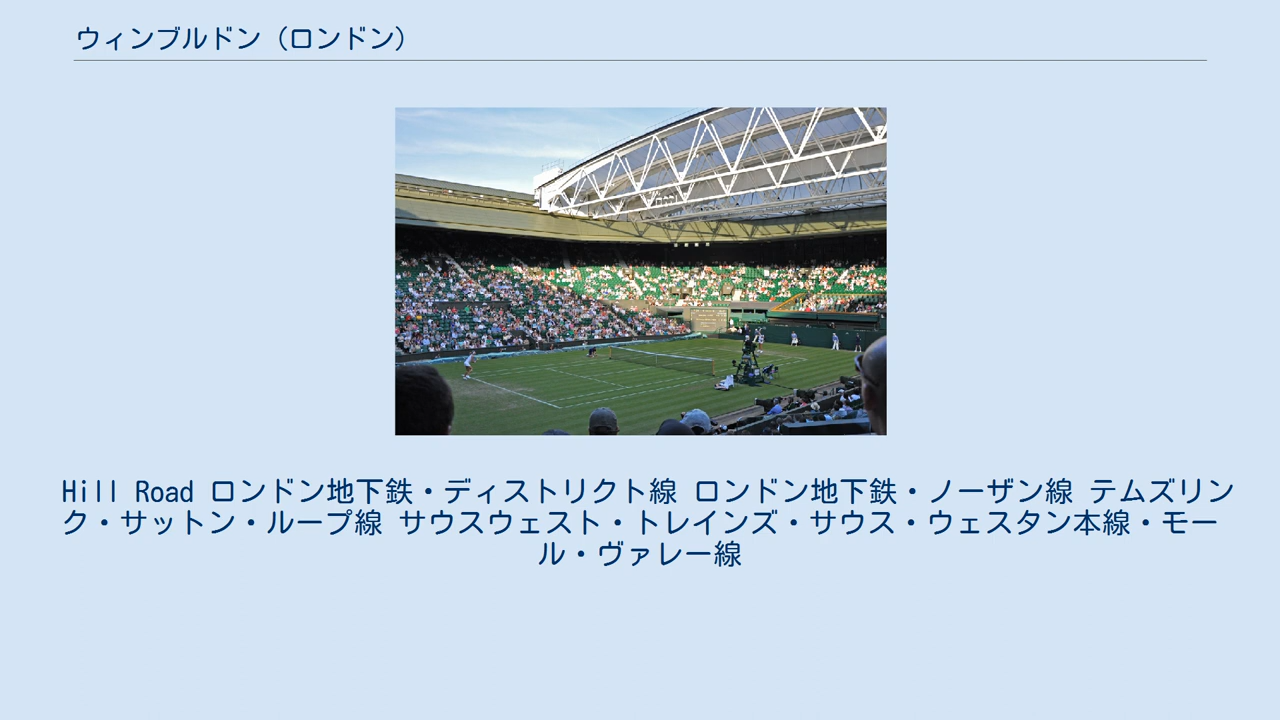 ウィンブルドン（ロンドン）
Hill Road ロンドン地下鉄・ディストリクト線 ロンドン地下鉄・ノーザン線 テムズリン
ク・サットン・ループ線 サウスウェスト・トレインズ・サウス・ウェスタン本線・モー
ル・ヴァレー線